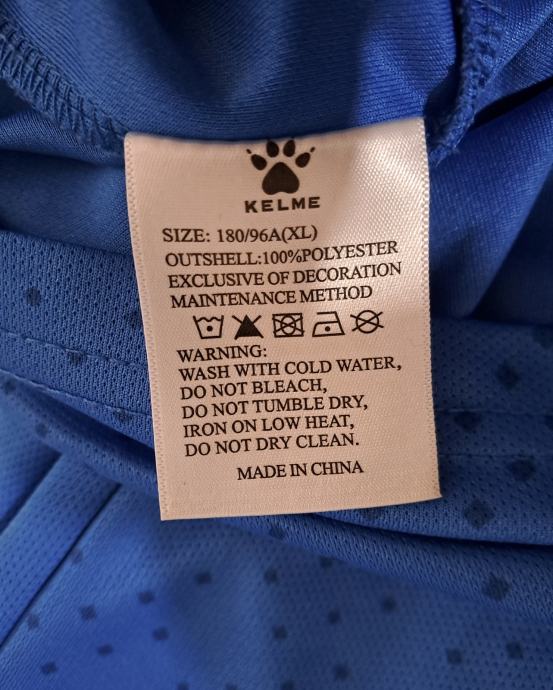 KELME
SIZE: 180/96A(XL)
OUTSHELL:100%POLYESTER
EXCLUSIVE OF DECORATION
MAINTENANCE METHOD
WARNING:
WASH WITH COLD WATER,
DO NOT BLEACH,
DO NOT TUMBLE DRY,
IRON ON LOW HEAT,
DO NOT DRY CLEAN.
MADE IN CHINA